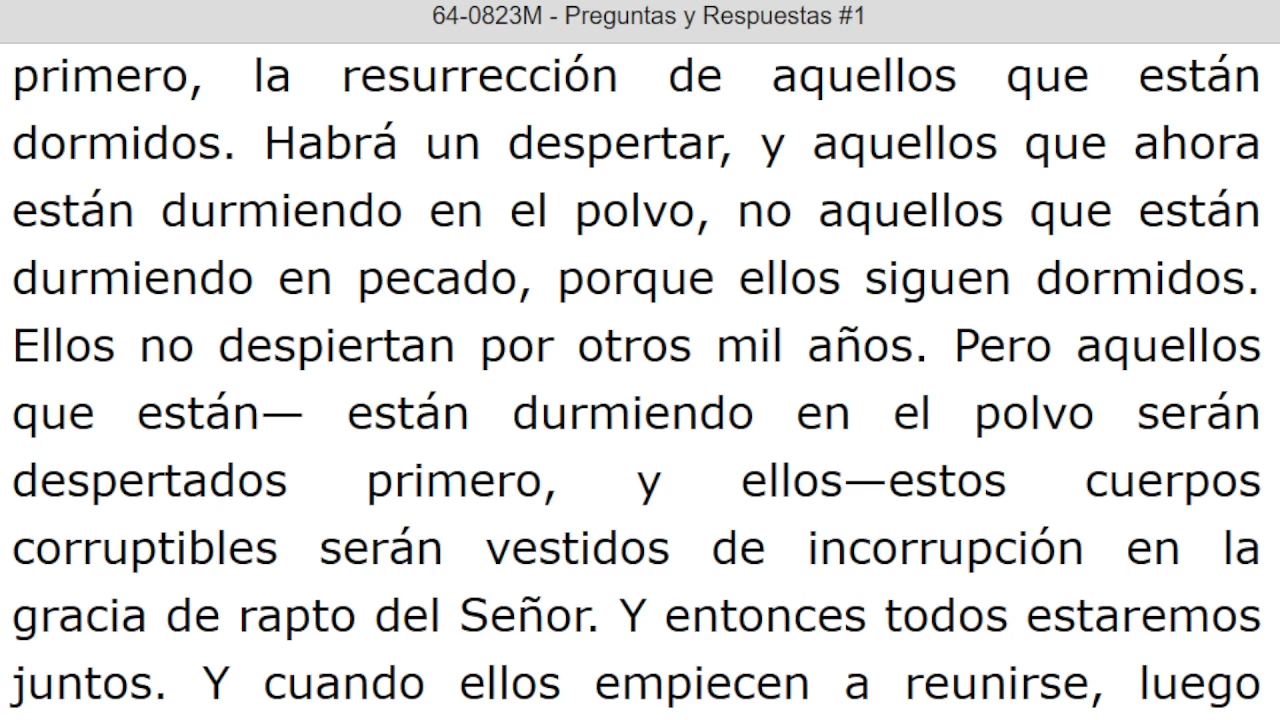 64-0823M - Preguntas y Respuestas #1
primero, la resurrección de aquellos que están
dormidos. Habrá un despertar, y aquellos que ahora
están durmiendo en el polvo, no aquellos que están
durmiendo en pecado, porque ellos siguen dormidos.
Ellos no despiertan por otros mil años. Pero aquellos
que están— están durmiendo en el polvo serán
despertados primero, y ellos—estos cuerpos
corruptibles serán vestidos de incorrupción en la
gracia de rapto del Señor. Y entonces todos estaremos
juntos. Y cuando ellos empiecen a reunirse, luego